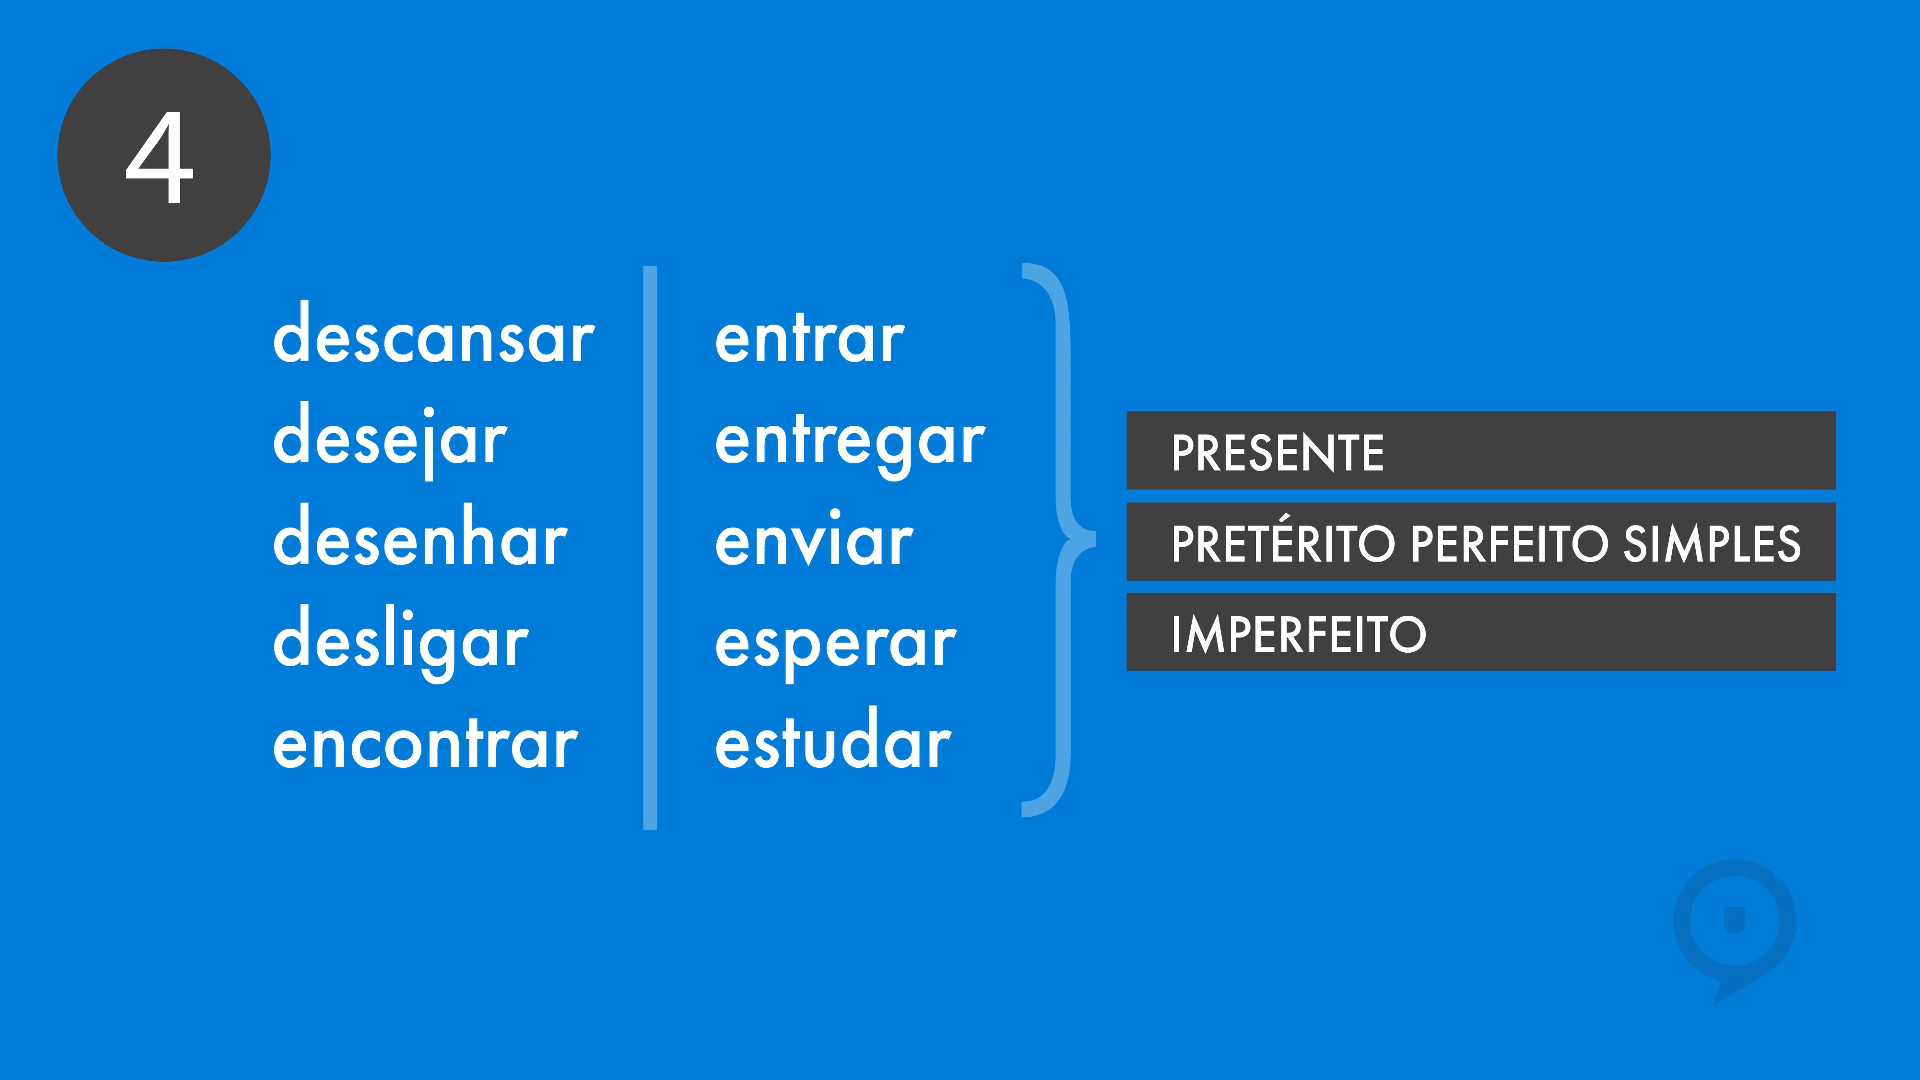 4
descansar
desejar
desenhar
desligar
encontrar
entrar
entregar
enviar
esperar
estudar
PRESENTE
PRETÉRITO PERFEITO SIMPLES
IMPERFEITO